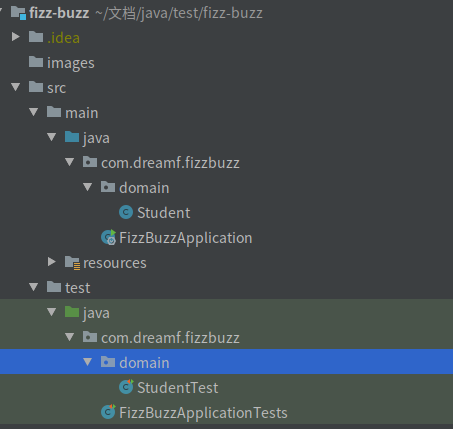 fizz-buzz ~/文档/java/test/fizz-buzz
.idea
images
src
main
java
com.dreamf.fizzbuzz
domain
Student
FizzBuzzApplication
resources
test
java
com.dreamf.fizzbuzz
domain
StudentTest
FizzBuzzApplicationTests